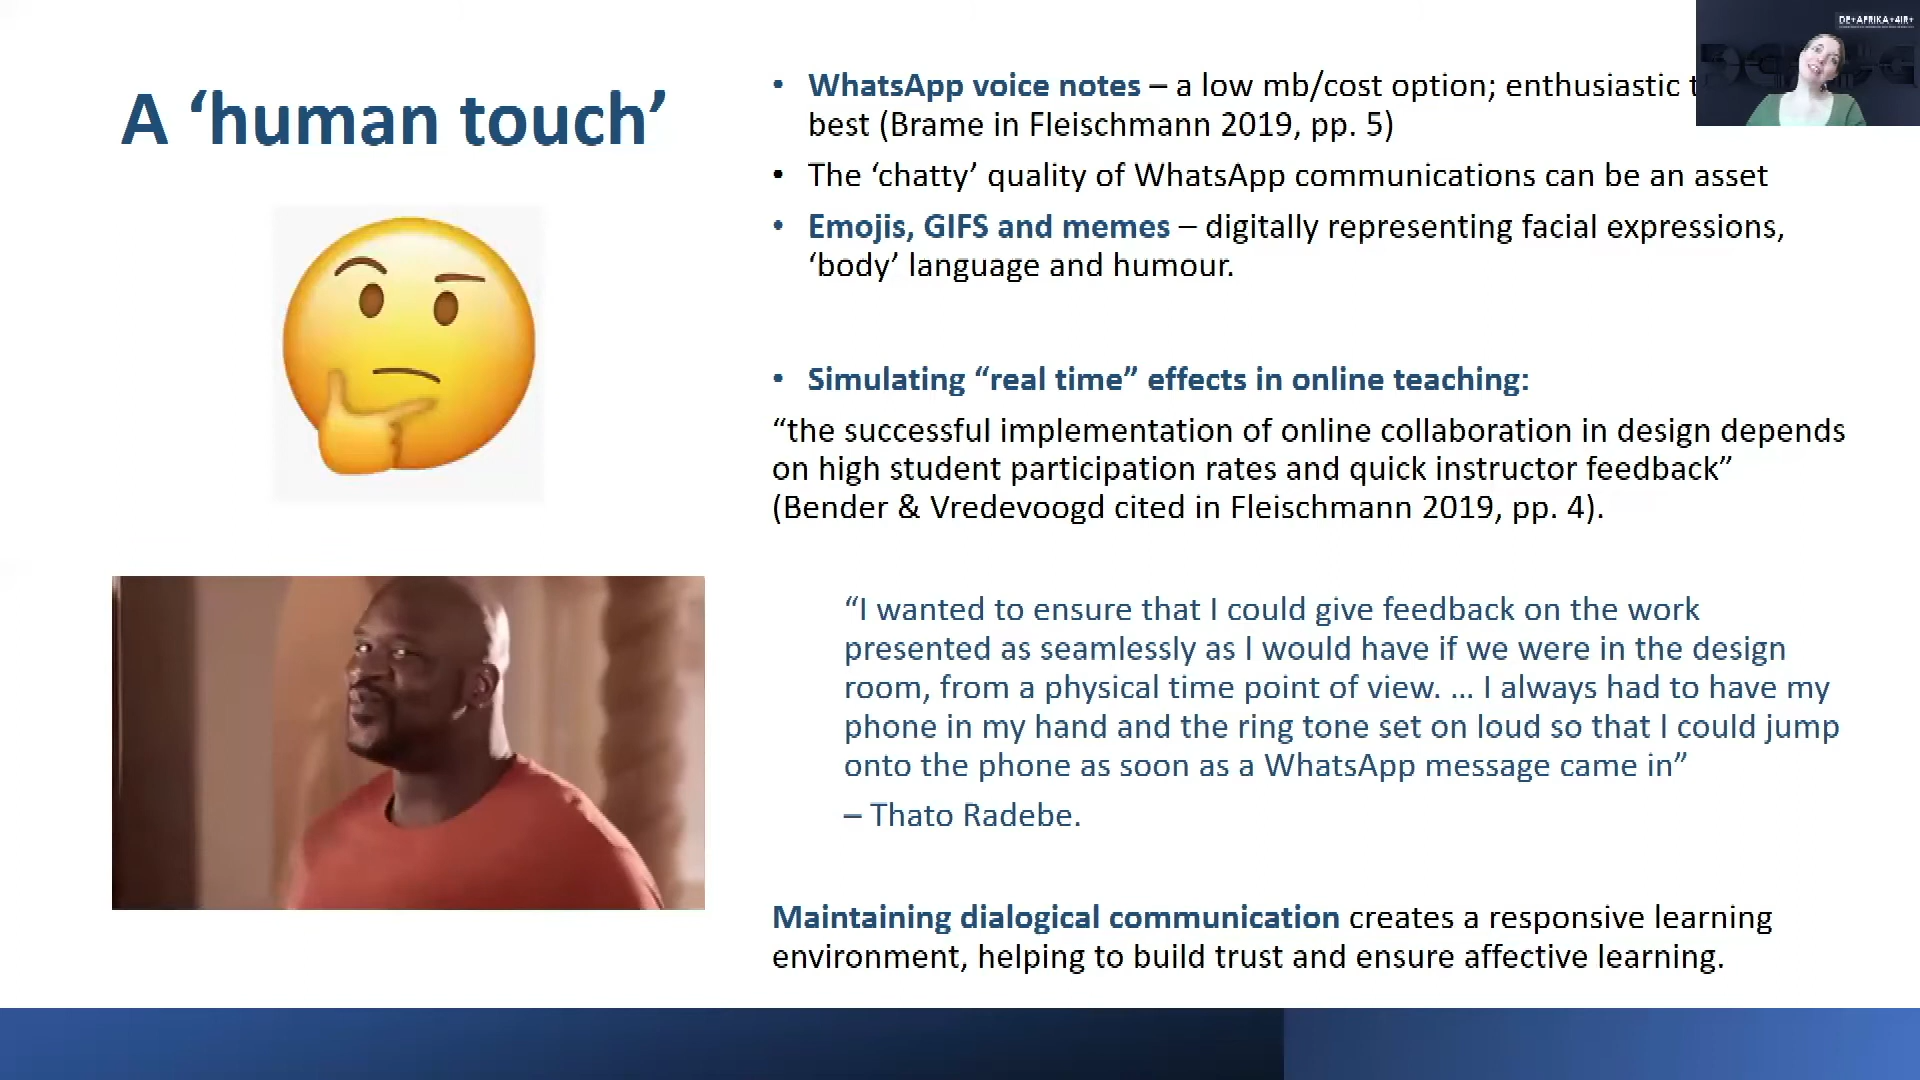 A ‘human touch’
• WhatsApp voice notes – a low mb/cost option; enthusiastic
best (Brame in Fleischmann 2019, pp. 5)
• The ‘chatty’ quality of WhatsApp communications can be an asset
• Emojis, GIFS and memes – digitally representing facial expressions,
‘body’ language and humour.
• Simulating “real time” effects in online teaching:
“the successful implementation of online collaboration in design depends
on high student participation rates and quick instructor feedback”
(Bender & Vredevoogd cited in Fleischmann 2019, pp. 4).
“I wanted to ensure that I could give feedback on the work
presented as seamlessly as I would have if we were in the design
room, from a physical time point of view. … I always had to have my
phone in my hand and the ring tone set on loud so that I could jump
onto the phone as soon as a WhatsApp message came in”
– Thato Radebe.
Maintaining dialogical communication creates a responsive learning
environment, helping to build trust and ensure affective learning.
DE+AFRIKA+4IR+